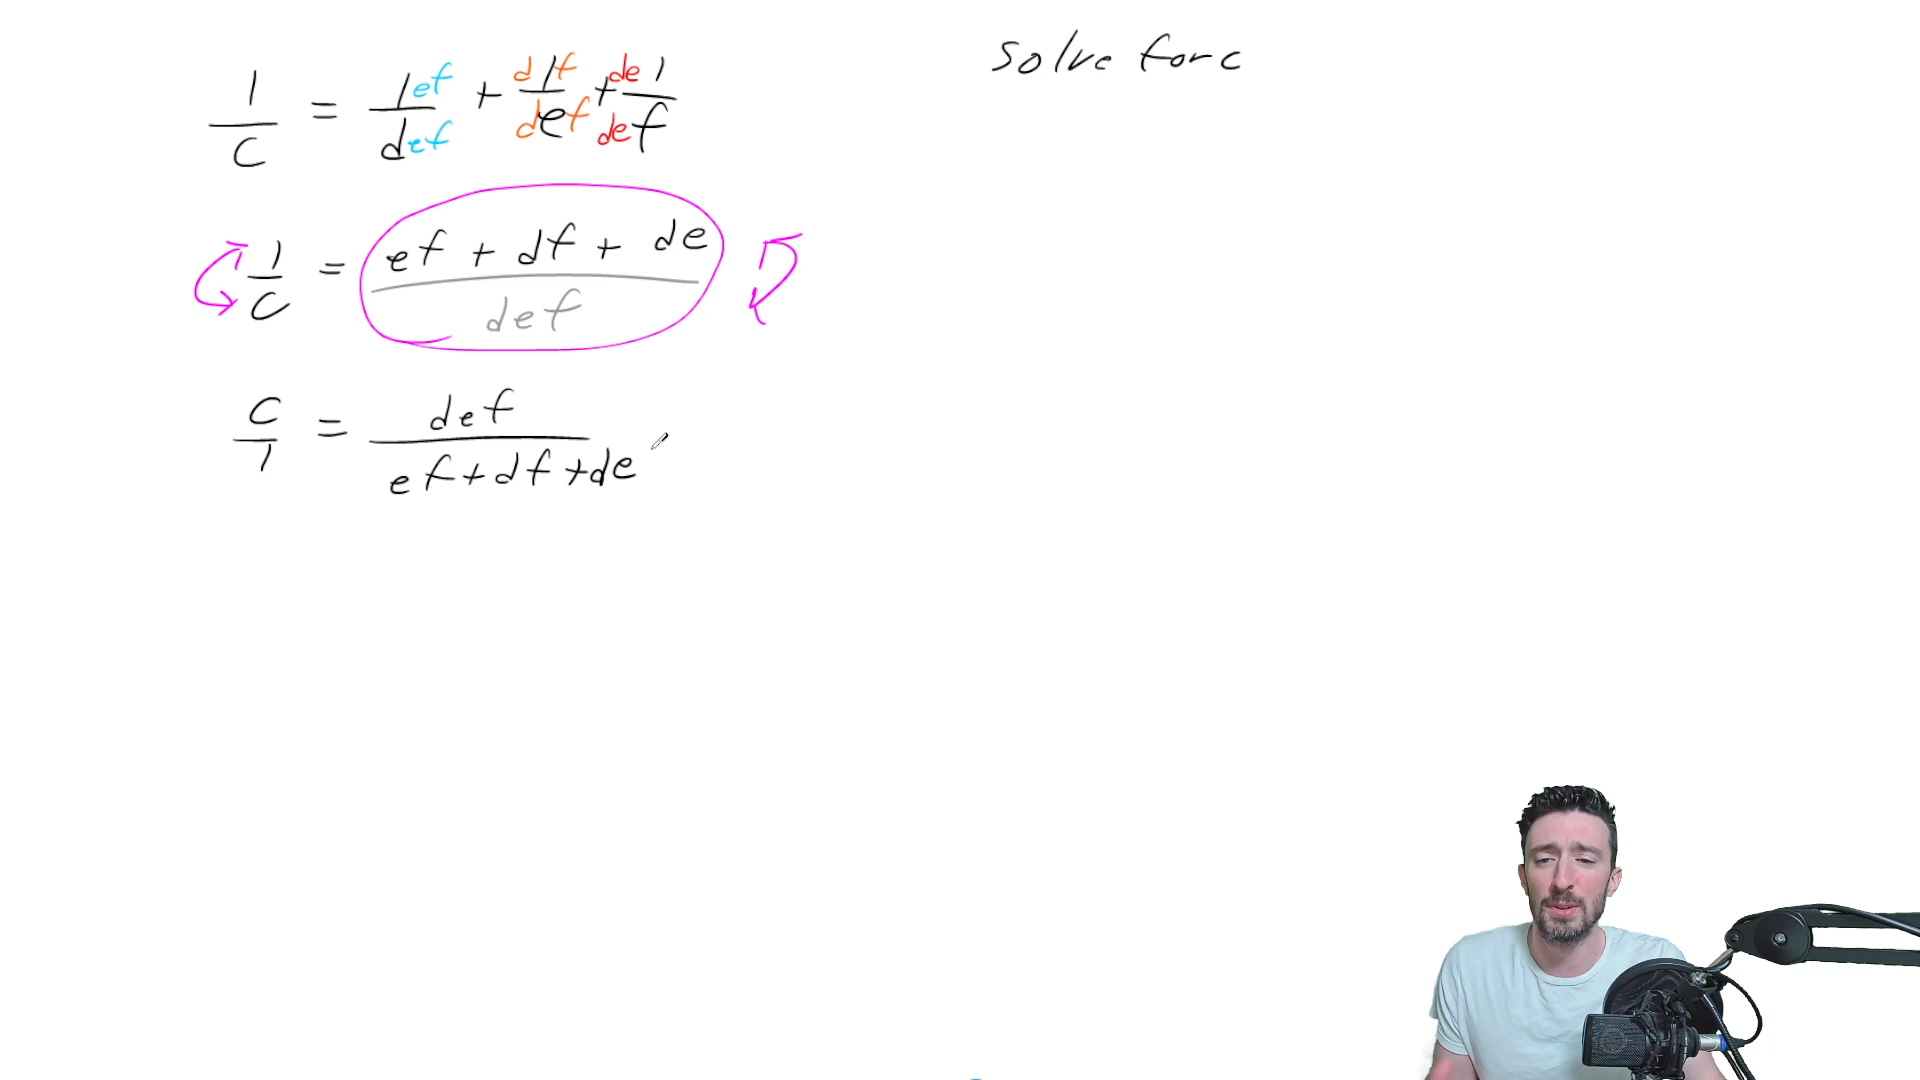 solve for c
1/c = 1ef/def + d1f/def + de1/def
1/c = ef + df + de/def
c/1 = def/ef+df+de